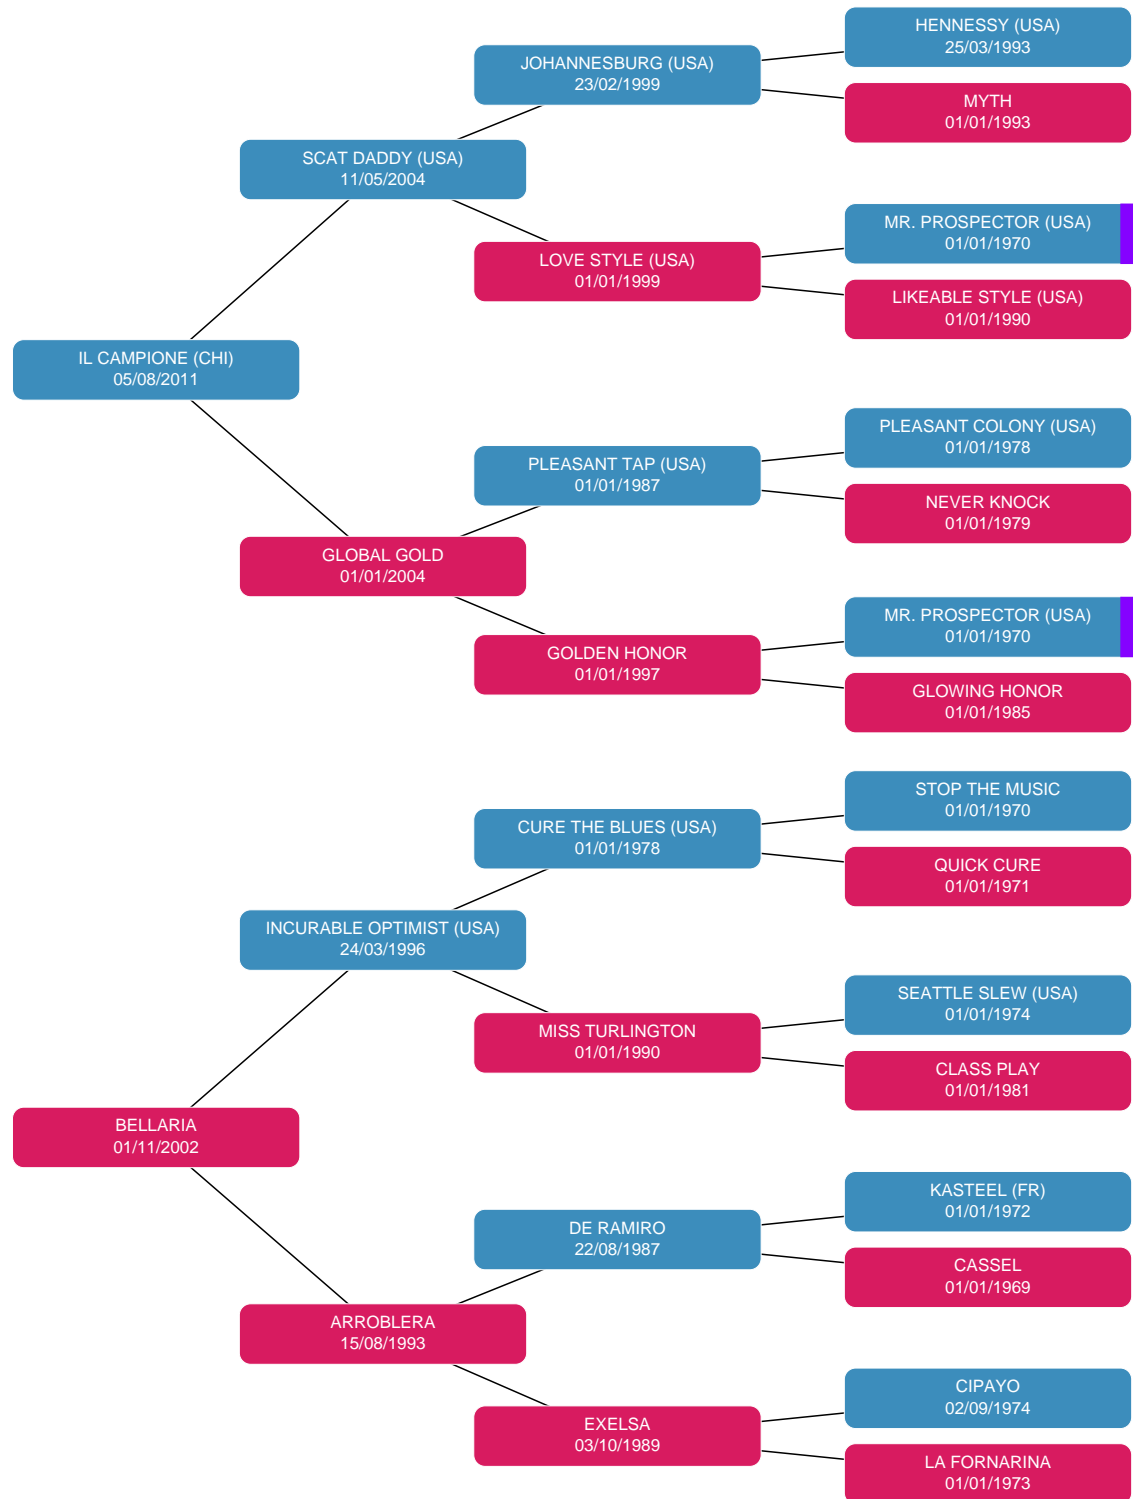 HENNESSY (USA)
25/03/1993
JOHANNESBURG (USA)
23/02/1999
MYTH
01/01/1993
SCAT DADDY (USA)
11/05/2004
MR. PROSPECTOR (USA)
01/01/1970
LOVE STYLE (USA)
01/01/1999
LIKEABLE STYLE (USA)
01/01/1990
IL CAMPIONE (CHI)
05/08/2011
PLEASANT COLONY (USA)
01/01/1978
PLEASANT TAP (USA)
01/01/1987
NEVER KNOCK
01/01/1979
GLOBAL GOLD
01/01/2004
MR. PROSPECTOR (USA)
01/01/1970
GOLDEN HONOR
01/01/1997
GLOWING HONOR
01/01/1985
STOP THE MUSIC
01/01/1970
CURE THE BLUES (USA)
01/01/1978
QUICK CURE
01/01/1971
INCURABLE OPTIMIST (USA)
24/03/1996
SEATTLE SLEW (USA)
01/01/1974
MISS TURLINGTON
01/01/1990
CLASS PLAY
01/01/1981
BELLARIA
01/11/2002
KASTEEL (FR)
01/01/1972
DE RAMIRO
22/08/1987
CASSEL
01/01/1969
ARROBLERA
15/08/1993
CIPAYO
02/09/1974
EXELSA
03/10/1989
LA FORNARINA
01/01/1973